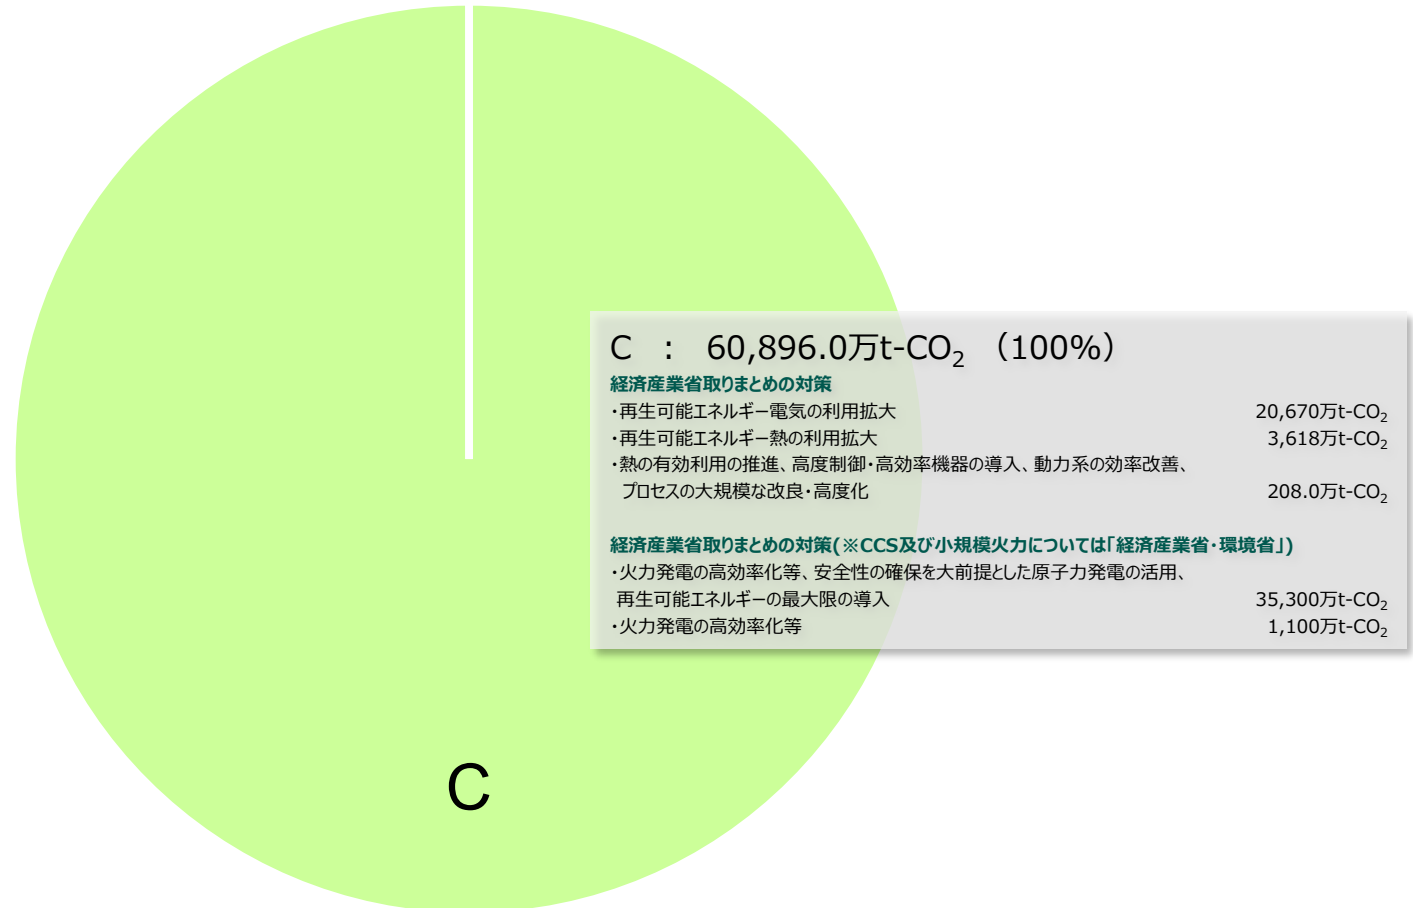 C : 60,896.0万t-CO₂ （100%）
経済産業省取りまとめの対策
・再生可能エネルギー電気の利用拡大 20,670万t-CO₂
・再生可能エネルギー熱の利用拡大 3,618万t-CO₂
・熱の有効利用の推進、高度制御・高効率機器の導入、動力系の効率改善、
プロセスの大規模な改良・高度化 208.0万t-CO₂
経済産業省取りまとめの対策(※CCS及び小規模火力については「経済産業省・環境省」)
・火力発電の高効率化等、安全性の確保を大前提とした原子力発電の活用、
再生可能エネルギーの最大限の導入 35,300万t-CO₂
・火力発電の高効率化等 1,100万t-CO₂
C